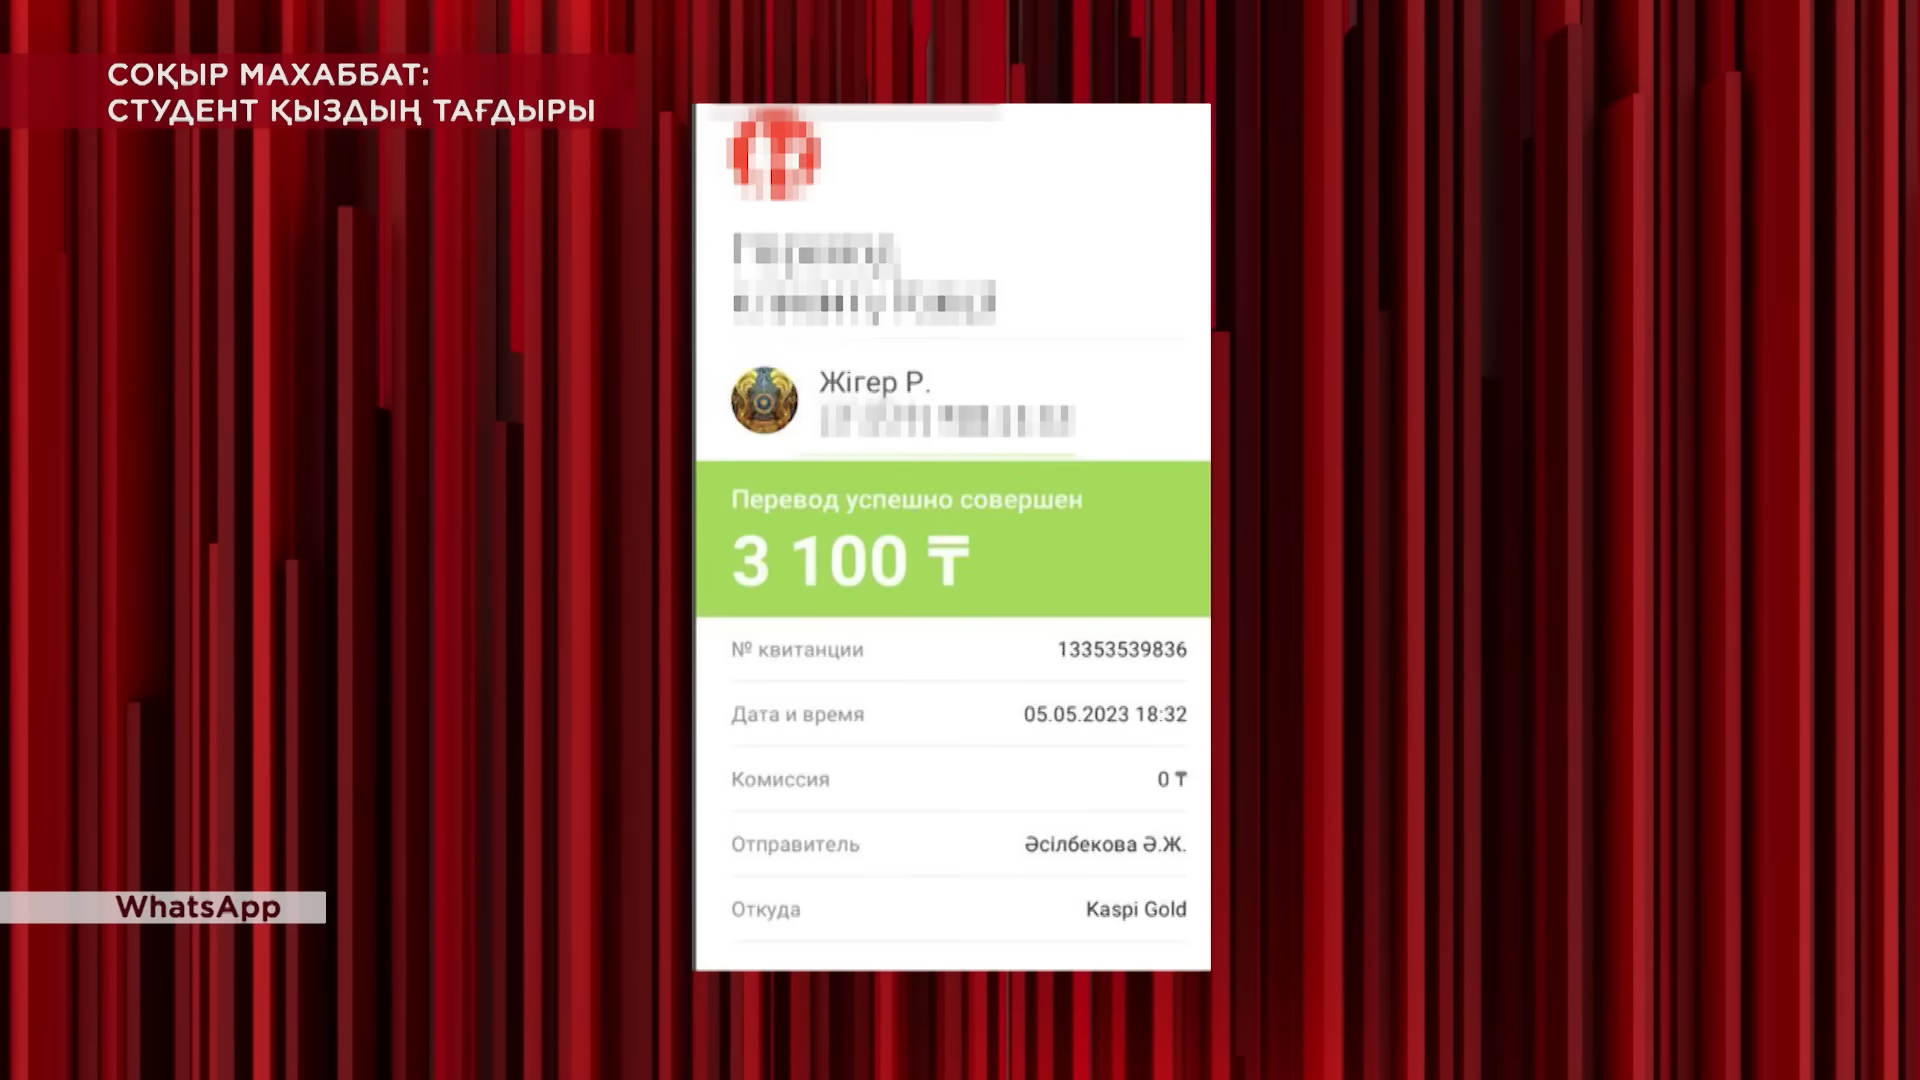 СОҚЫР МАХАББАТ:
СТУДЕНТ ҚЫЗДЫҢ ТАҒДЫРЫ
Жігер Р.
Перевод успешно совершен
3 100 ₸
№ квитанции 13353539836
Дата и время 05.05.2023 18:32
Комиссия 0 ₸
Отправитель Әсілбекова Ә.Ж.
Откуда Kaspi Gold
WhatsApp